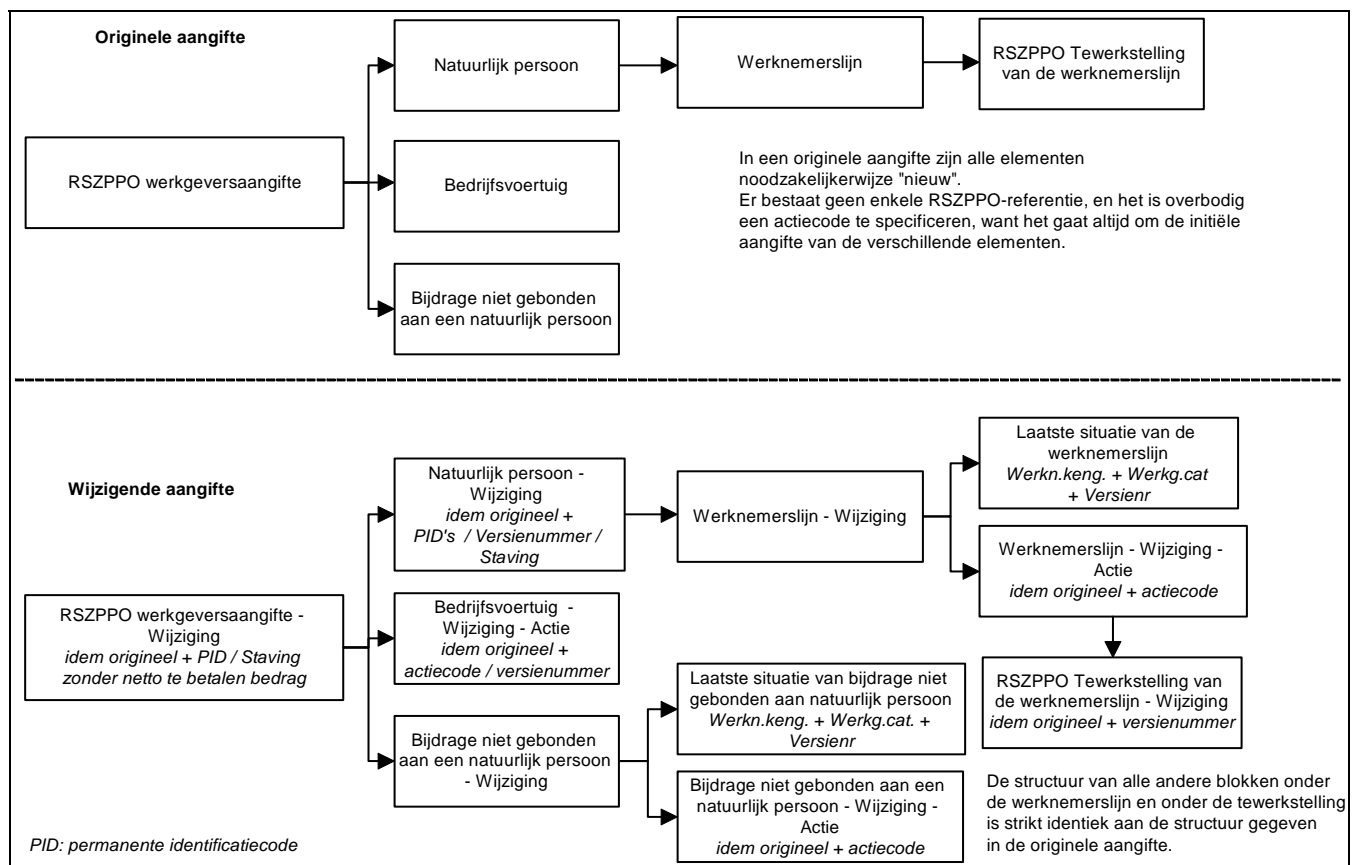 Originele aangifte
Natuurlijk persoon
Werknemerslijn
RSZPPO Tewerkstelling
van de werknemerslijn
RSZPPO werkgeversaangifte
Bedrijfsvoertuig
Bijdrage niet gebonden
aan een natuurlijk persoon
In een originele aangifte zijn alle elementen
noodzakelijkerwijze "nieuw".
Er bestaat geen enkele RSZPPO-referentie, en het is overbodig
een actiecode te specificeren, want het gaat altijd om de initiële
aangifte van de verschillende elementen.
Wijzigende aangifte
RSZPPO werkgeversaangifte -
Wijziging
idem origineel + PID / Staving
zonder netto te betalen bedrag
Natuurlijk persoon -
Wijziging
idem origineel +
PID's / Versienummer /
Staving
Werknemerslijn - Wijziging
Laatste situatie van de
werknemerslijn
Werkn.keng. + Werkg.cat
+ Versienr
Werknemerslijn - Wijziging -
Actie
idem origineel + actiecode
RSZPPO Tewerkstelling van
de werknemerslijn - Wijziging
idem origineel + versienummer
Bedrijfsvoertuig -
Wijziging - Actie
idem origineel +
actiecode / versienummer
Bijdrage niet gebonden
aan een natuurlijk persoon
- Wijziging
Laatste situatie van bijdrage niet
gebonden aan natuurlijk persoon
Werkn.keng. + Werkg.cat. +
Versienr
Bijdrage niet gebonden aan een
natuurlijk persoon - Wijziging -
Actie
idem origineel + actiecode
De structuur van alle andere blokken onder
de werknemerslijn en onder de tewerkstelling
is strikt identiek aan de structuur gegeven
in de originele aangifte.
PID: permanente identificatiecode